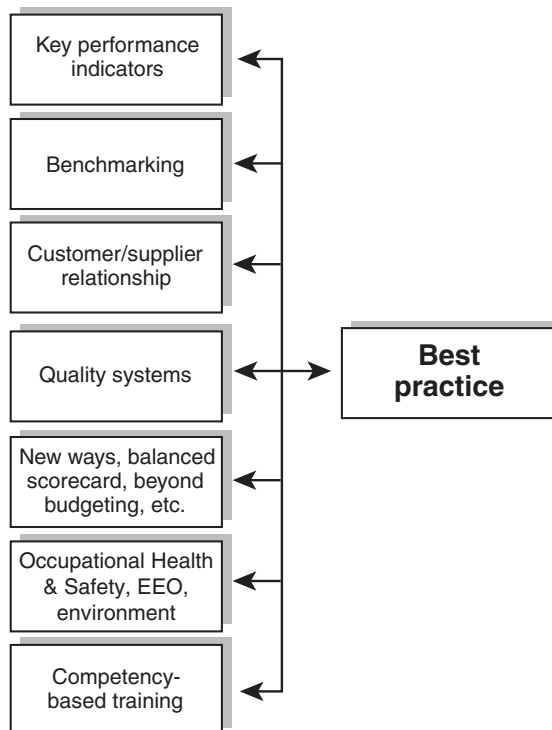 Key performance
indicators
Benchmarking
Customer/supplier
relationship
Quality systems
New ways, balanced
scorecard, beyond
budgeting, etc.
Occupational Health
& Safety, EEO,
environment
Competency-
based training
Best
practice